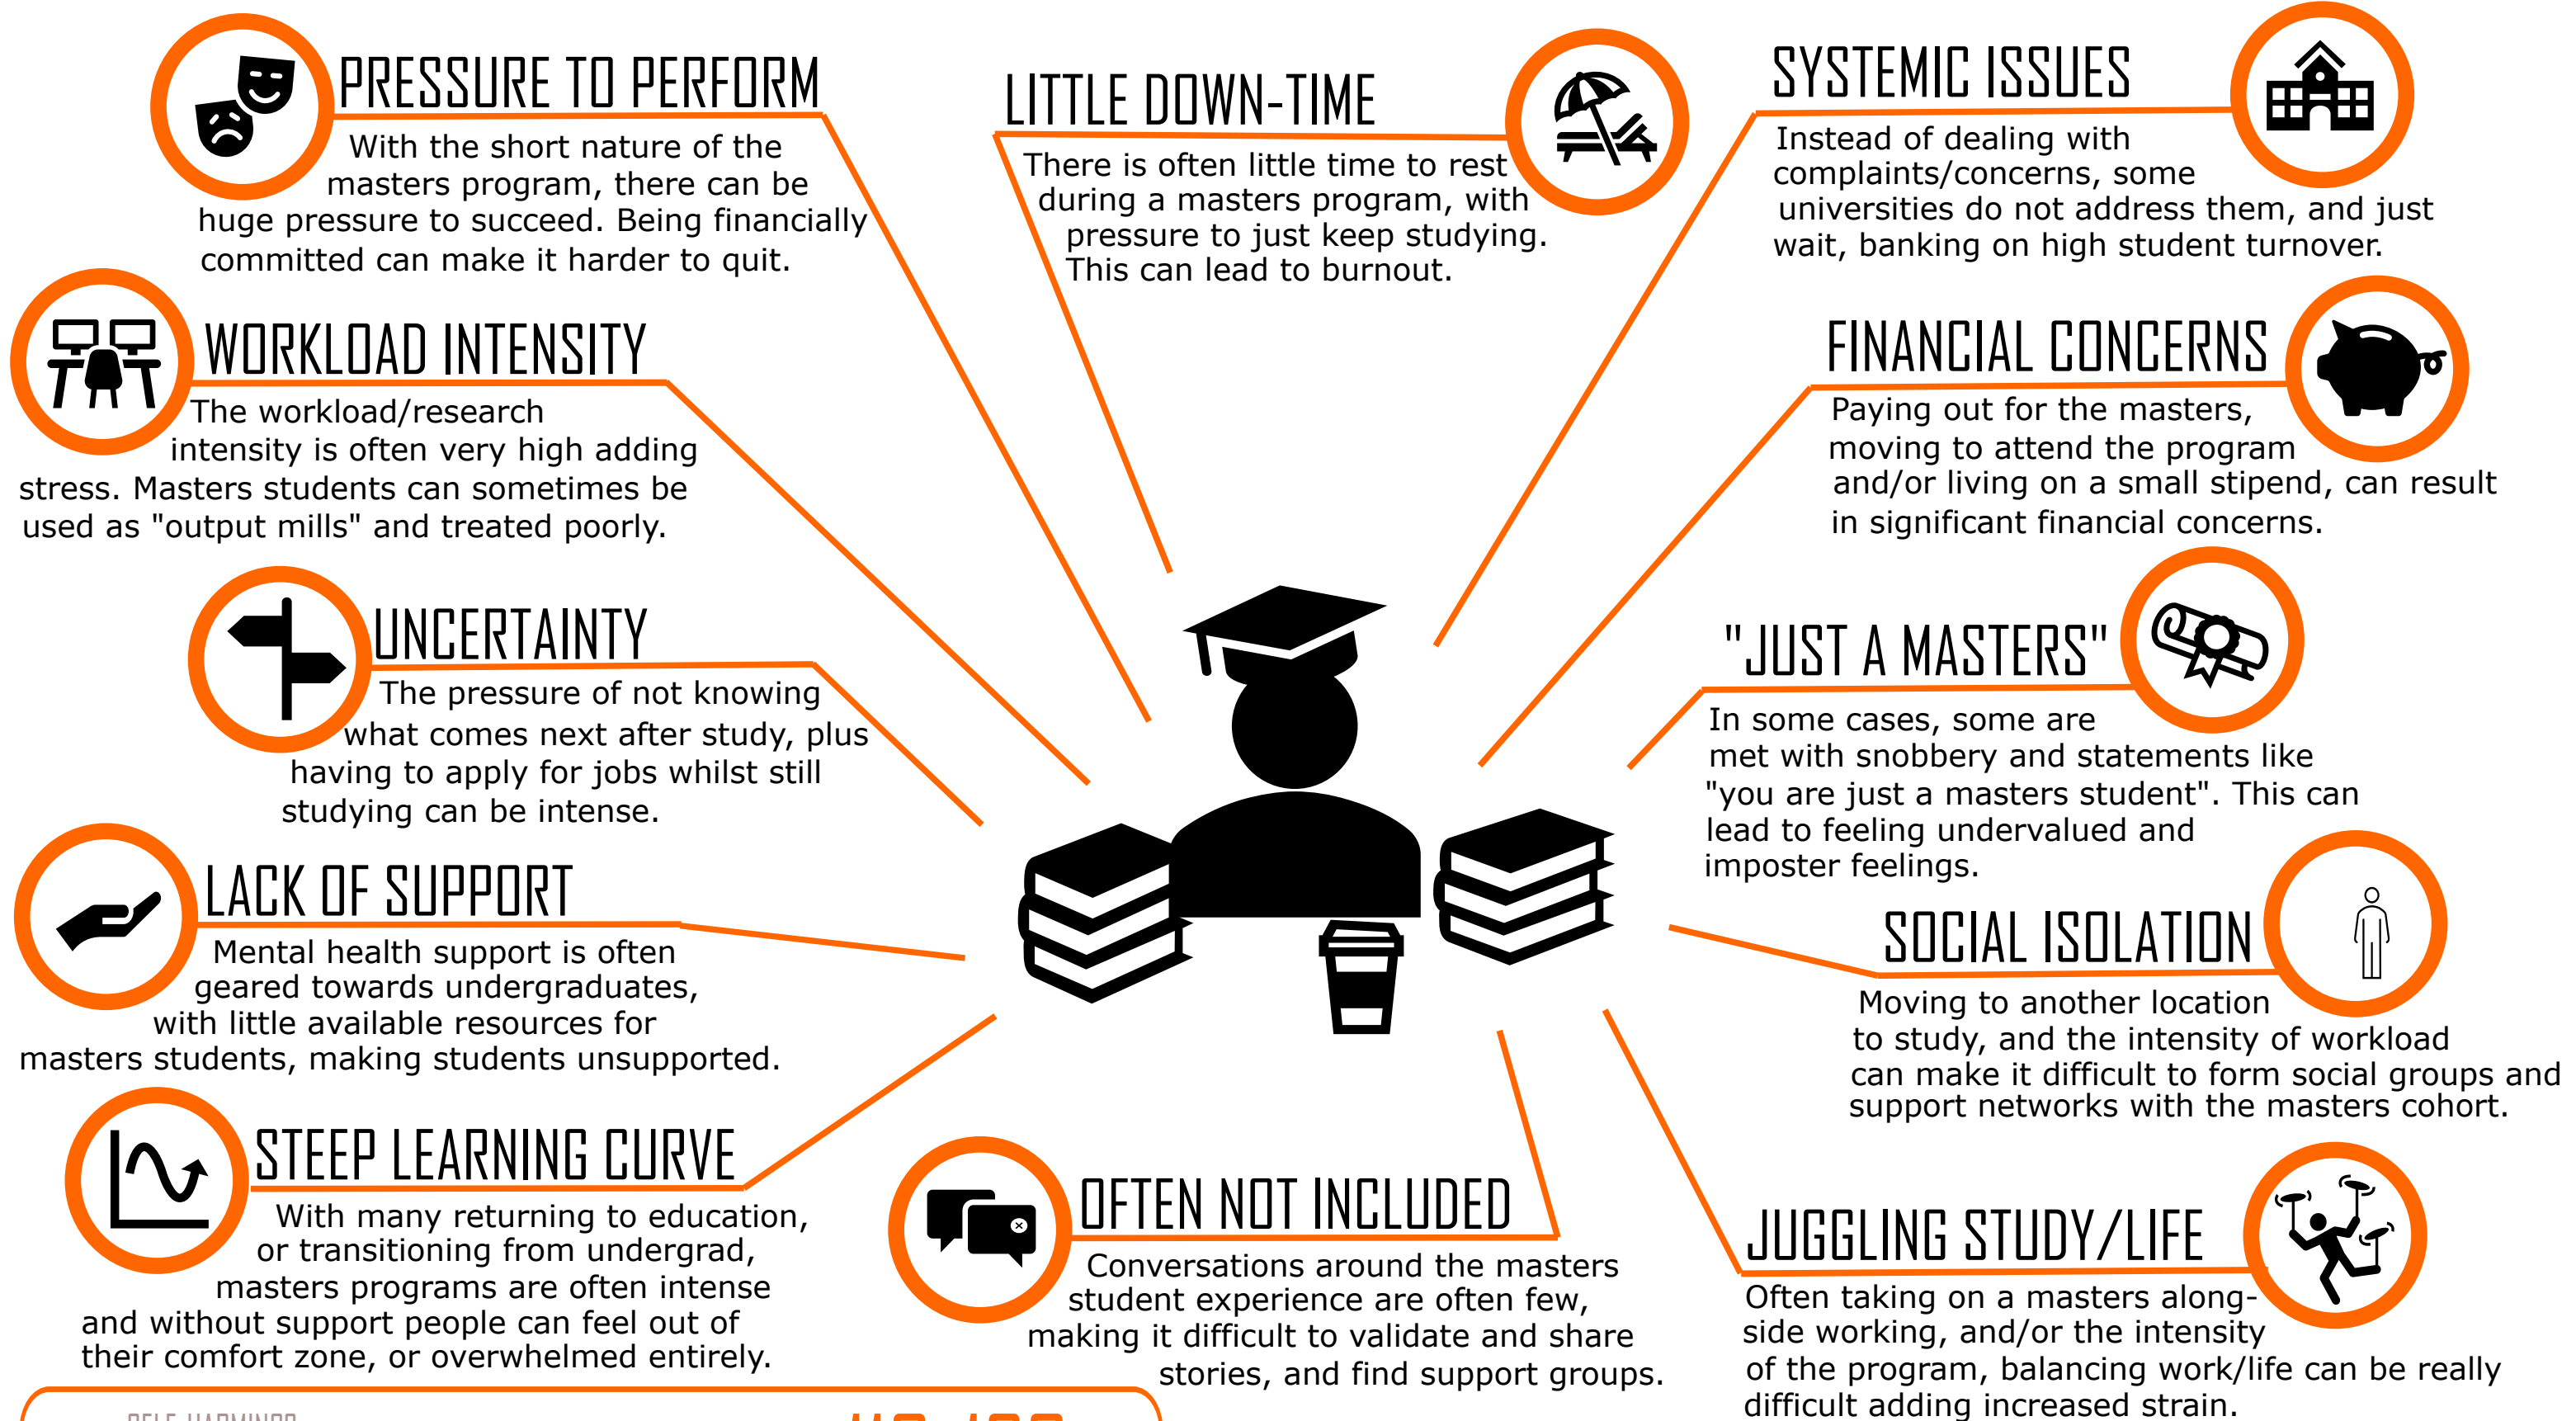 PRESSURE TO PERFORM
With the short nature of the
masters program, there can be
huge pressure to succeed. Being financially
committed can make it harder to quit.
LITTLE DOWN-TIME
There is often little time to rest
during a masters program, with
pressure to just keep studying.
This can lead to burnout.
SYSTEMIC ISSUES
Instead of dealing with
complaints/concerns, some
universities do not address them, and just
wait, banking on high student turnover.
WORKLOAD INTENSITY
The workload/research
intensity is often very high adding
stress. Masters students can sometimes be
used as "output mills" and treated poorly.
FINANCIAL CONCERNS
Paying out for the masters,
moving to attend the program
and/or living on a small stipend, can result
in significant financial concerns.
UNCERTAINTY
The pressure of not knowing
what comes next after study, plus
having to apply for jobs whilst still
studying can be intense.
"JUST A MASTERS"
In some cases, some are
met with snobbery and statements like
"you are just a masters student". This can
lead to feeling undervalued and
imposter feelings.
LACK OF SUPPORT
Mental health support is often
geared towards undergraduates,
with little available resources for
masters students, making students unsupported.
SOCIAL ISOLATION
Moving to another location
to study, and the intensity of workload
can make it difficult to form social groups and
support networks with the masters cohort.
STEEP LEARNING CURVE
With many returning to education,
or transitioning from undergrad,
masters programs are often intense
and without support people can feel out of
their comfort zone, or overwhelmed entirely.
OFTEN NOT INCLUDED
Conversations around the masters
student experience are often few,
making it difficult to validate and share
stories, and find support groups.
JUGGLING STUDY/LIFE
Often taking on a masters along-
side working, and/or the intensity
of the program, balancing work/life can be really
difficult adding increased strain.